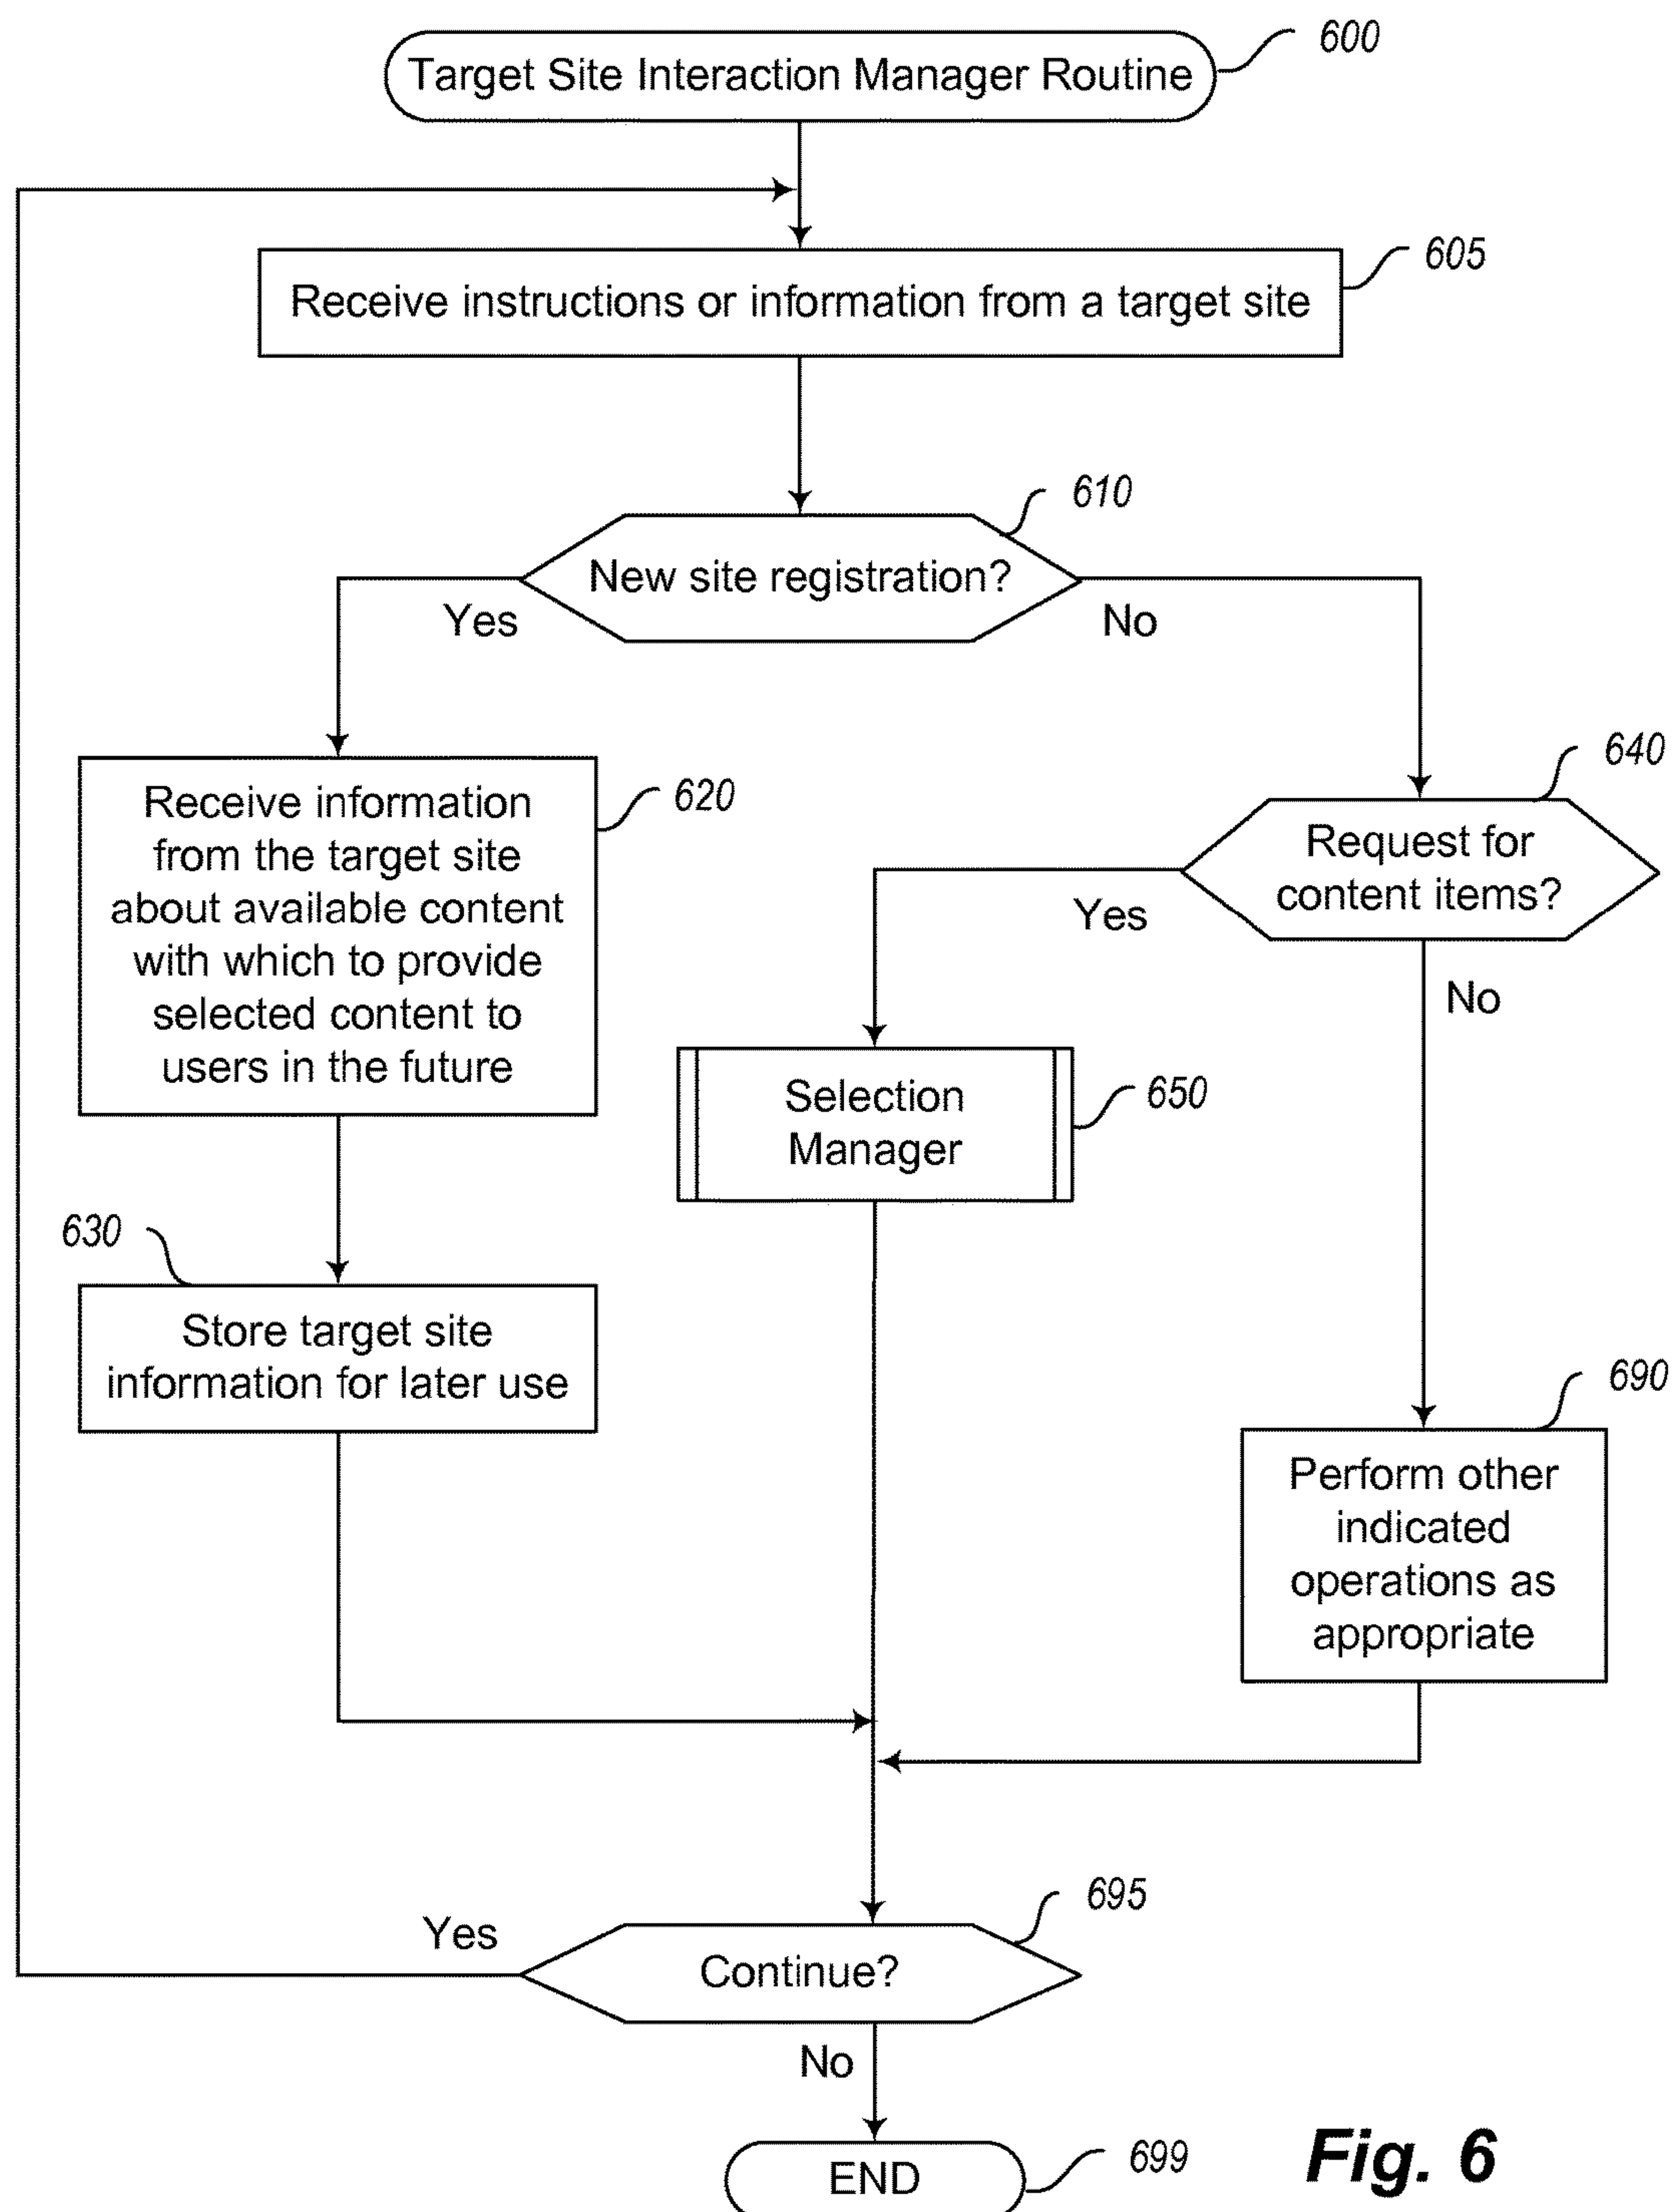 Target Site Interaction Manager Routine
600
605
Receive instructions or information from a target site
610
New site registration?
Yes
No
640
Request for
content items?
Yes
No
Receive information
from the target site
about available content
with which to provide
selected content to
users in the future
620
Selection
Manager
650
630
Store target site
information for later use
690
Perform other
indicated
operations as
appropriate
695
Yes
Continue?
No
END
699
Fig. 6